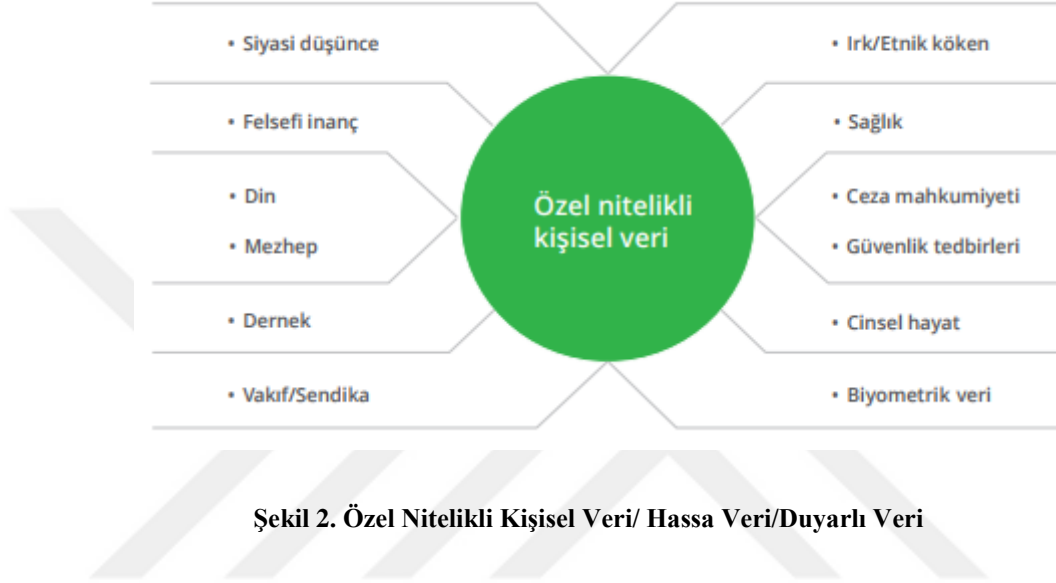 • Siyasi düşünce
• Felsefi inanç
• Din
• Mezhep
• Dernek
• Vakıf/Sendika
Özel nitelikli
kişisel veri
• Irk/Etnik köken
• Sağlık
• Ceza mahkumiyeti
• Güvenlik tedbirleri
• Cinsel hayat
• Biyometrik veri
Şekil 2. Özel Nitelikli Kişisel Veri/ Hassa Veri/Duyarlı Veri